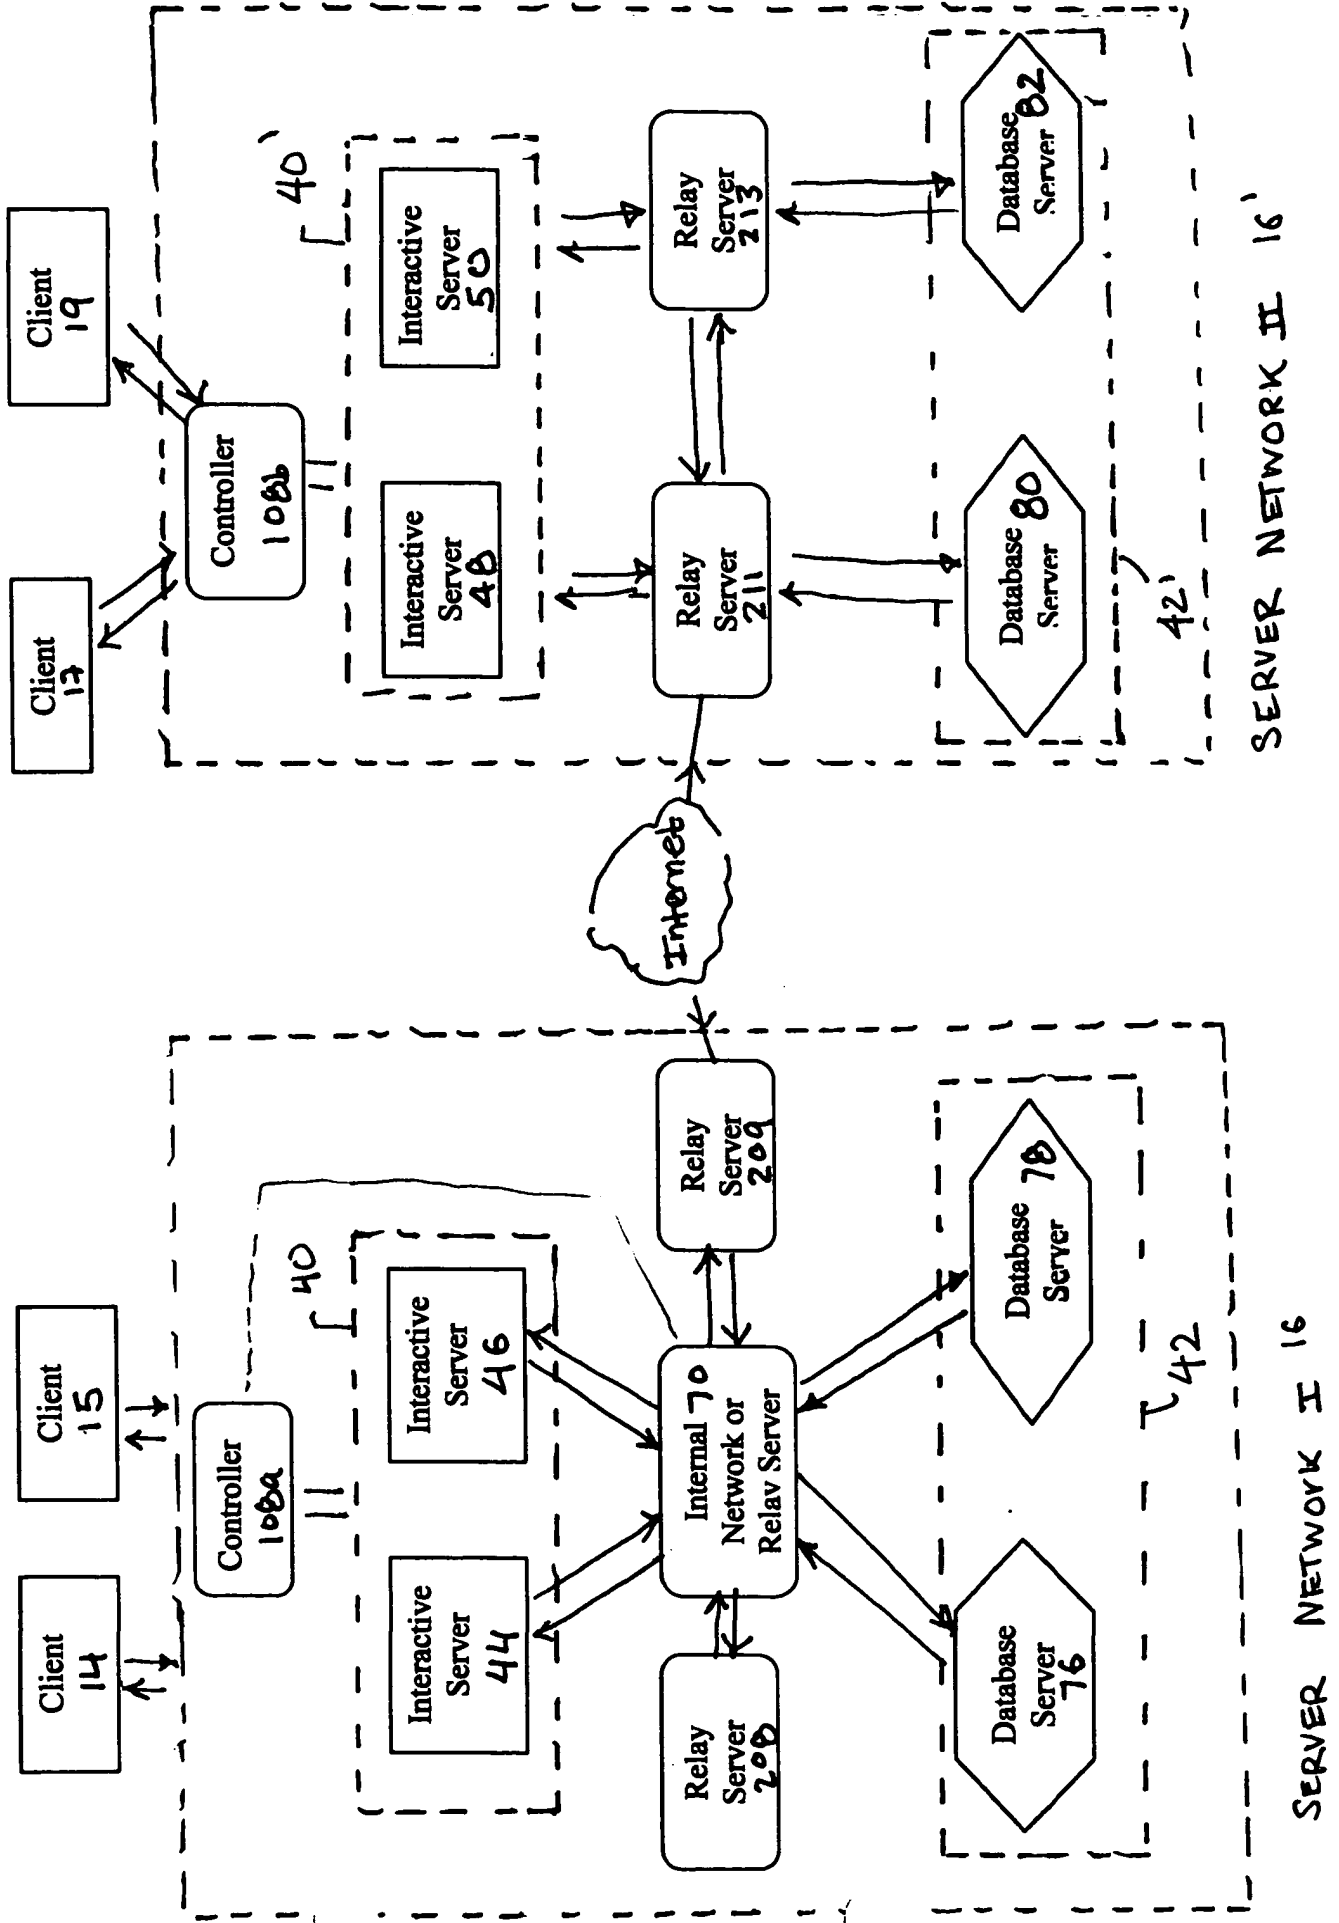 Client
14
Client
15
Controller
108a
40
Interactive
Server
44
Interactive
Server
46
Relay
Server
208
Internal 70
Network or
Relay Server
Relay
Server
209
Database
Server
76
Database 78
Server
42
SERVER NETWORK I 16
Internet
Client
17
Client
19
Controller
108b
40'
Interactive
Server
48
Interactive
Server
50
Relay
Server
211
Relay
Server
213
Database 80
Server
Database 82
Server
42'
SERVER NETWORK II 16'